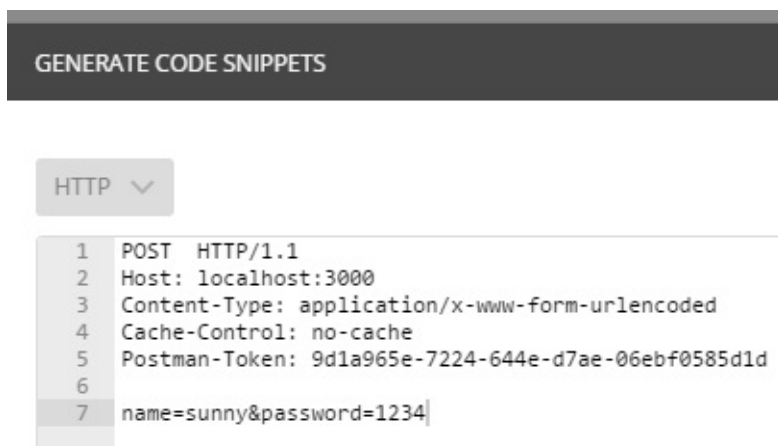 GENERATE CODE SNIPPETS
HTTP
1 POST  HTTP/1.1
2 Host: localhost:3000
3 Content-Type: application/x-www-form-urlencoded
4 Cache-Control: no-cache
5 Postman-Token: 9d1a965e-7224-644e-d7ae-06ebf0585d1d
6
7 name=sunny&password=1234